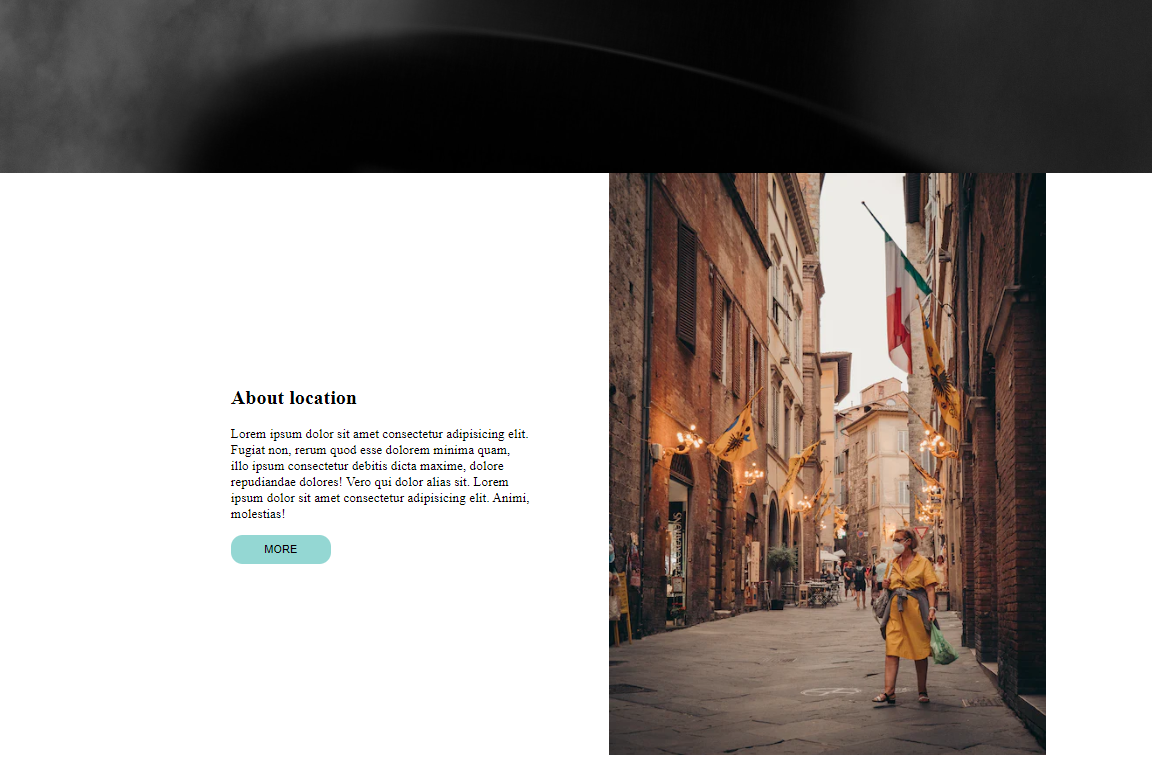 About location
Lorem ipsum dolor sit amet consectetur adipisicing elit.
Fugiat non, rerum quod esse dolorem minima quam,
illo ipsum consectetur debitis dicta maxime, dolore
repudiandae dolores! Vero qui dolor alias sit. Lorem
ipsum dolor sit amet consectetur adipisicing elit. Animi,
molestias!
MORE